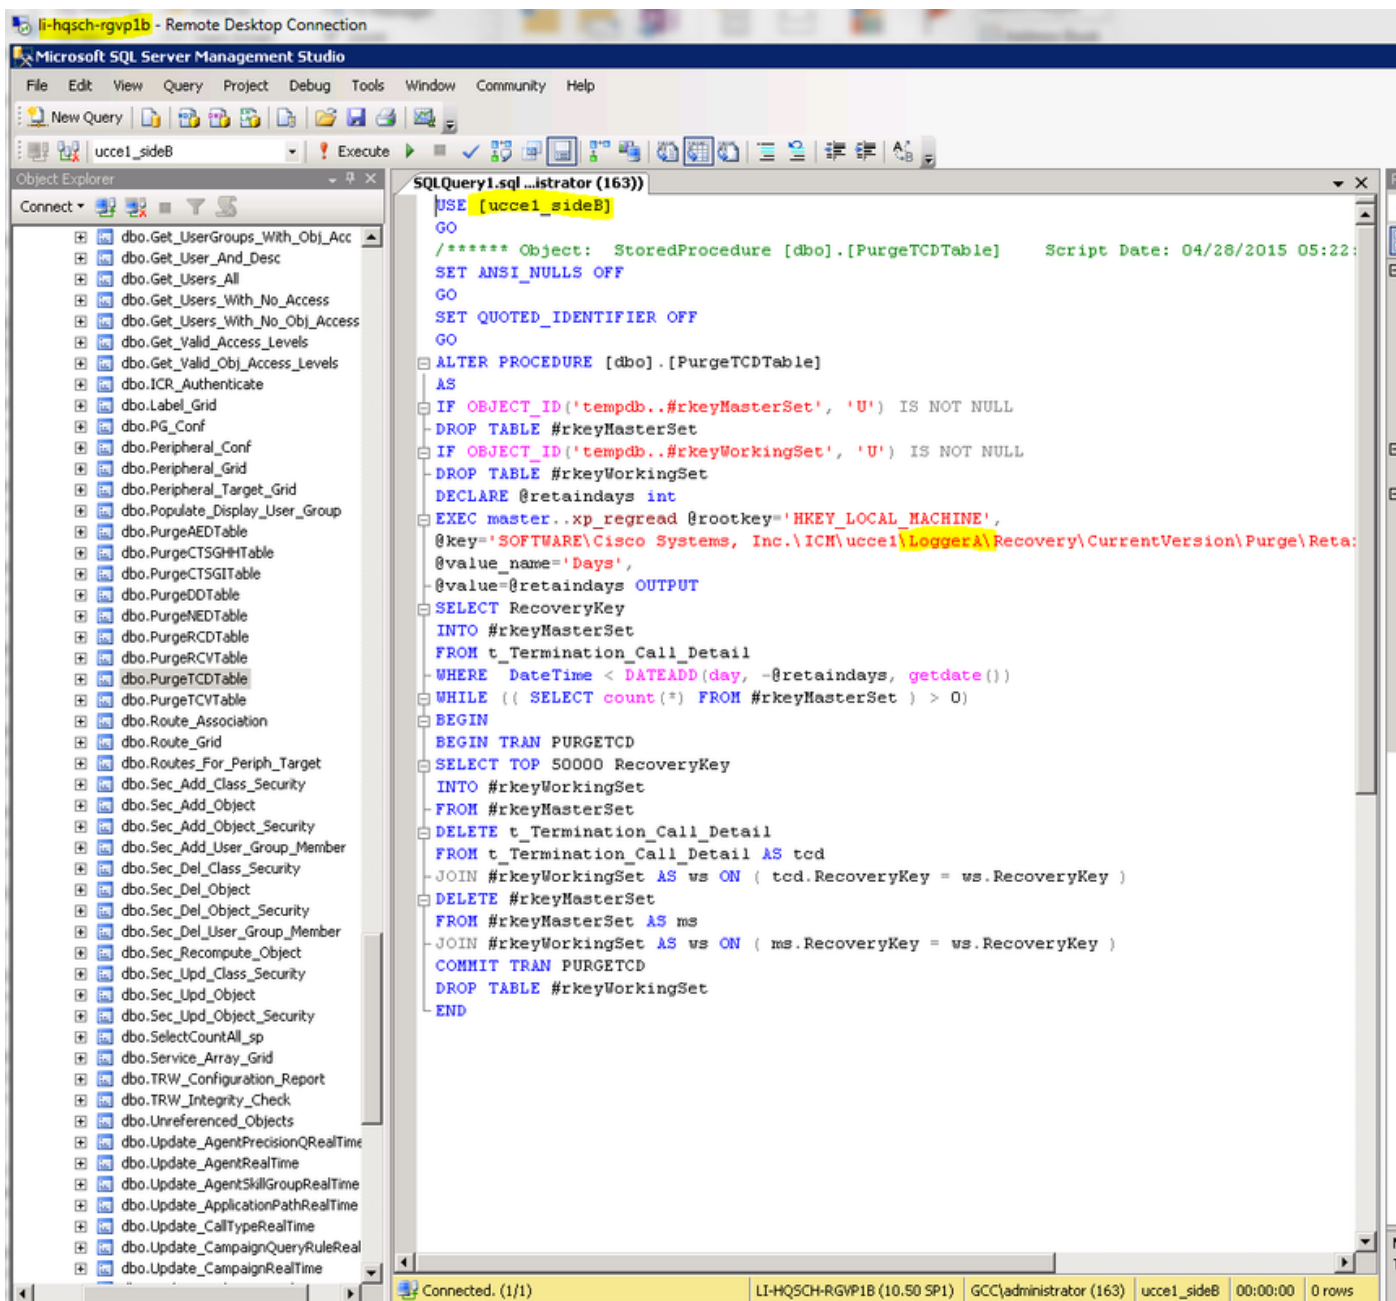 li-hqsch-rgvp1b - Remote Desktop Connection
Microsoft SQL Server Management Studio
File Edit View Query Project Debug Tools Window Community Help
New Query
ucce1_sideB Execute
Object Explorer
Connect
dbo.Get_UserGroups_With_Obj_Acc
dbo.Get_User_And_Desc
dbo.Get_Users_All
dbo.Get_Users_With_No_Access
dbo.Get_Users_With_No_Obj_Access
dbo.Get_Valid_Access_Levels
dbo.Get_Valid_Obj_Access_Levels
dbo.ICR_Authenticate
dbo.Label_Grid
dbo.PG_Conf
dbo.Peripheral_Conf
dbo.Peripheral_Grid
dbo.Peripheral_Target_Grid
dbo.Populate_Display_User_Group
dbo.PurgeAEDTable
dbo.PurgeCTSGHHTable
dbo.PurgeCTSGITable
dbo.PurgeDDTable
dbo.PurgeNEDTable
dbo.PurgeRCDTable
dbo.PurgeRCVTable
dbo.PurgeTCDTable
dbo.PurgeTCVTable
dbo.Route_Association
dbo.Route_Grid
dbo.Routes_For_Periph_Target
dbo.Sec_Add_Class_Security
dbo.Sec_Add_Object
dbo.Sec_Add_Object_Security
dbo.Sec_Add_User_Group_Member
dbo.Sec_Del_Class_Security
dbo.Sec_Del_Object
dbo.Sec_Del_Object_Security
dbo.Sec_Del_User_Group_Member
dbo.Sec_Recompute_Object
dbo.Sec_Upd_Class_Security
dbo.Sec_Upd_Object
dbo.Sec_Upd_Object_Security
dbo.SelectCountAll_sp
dbo.Service_Array_Grid
dbo.TRW_Configuration_Report
dbo.TRW_Integrity_Check
dbo.Unreferenced_Objects
dbo.Update_AgentPrecisionQRealTime
dbo.Update_AgentRealTime
dbo.Update_AgentSkillGroupRealTime
dbo.Update_ApplicationPathRealTime
dbo.Update_CallTypeRealTime
dbo.Update_CampaignQueryRuleReal
dbo.Update_CampaignRealTime
SQLQuery1.sql ...istrator (163))
USE [ucce1_sideB]
GO
/****** Object: StoredProcedure [dbo].[PurgeTCDTable] Script Date: 04/28/2015 05:22:
SET ANSI_NULLS OFF
GO
SET QUOTED_IDENTIFIER OFF
GO
ALTER PROCEDURE [dbo].[PurgeTCDTable]
AS
IF OBJECT_ID('tempdb..#rkeyMasterSet', 'U') IS NOT NULL
DROP TABLE #rkeyMasterSet
IF OBJECT_ID('tempdb..#rkeyWorkingSet', 'U') IS NOT NULL
DROP TABLE #rkeyWorkingSet
DECLARE @retaindays int
EXEC master..xp_regread @rootkey='HKEY_LOCAL_MACHINE',
@key='SOFTWARE\Cisco Systems, Inc.\ICM\ucce1\LoggerA\Recovery\CurrentVersion\Purge\Reta
@value_name='Days',
@value=@retaindays OUTPUT
SELECT RecoveryKey
INTO #rkeyMasterSet
FROM t_Termination_Call_Detail
WHERE DateTime < DATEADD(day, -@retaindays, getdate())
WHILE (( SELECT count(*) FROM #rkeyMasterSet ) > 0)
BEGIN
BEGIN TRAN PURGETCD
SELECT TOP 50000 RecoveryKey
INTO #rkeyWorkingSet
FROM #rkeyMasterSet
DELETE t_Termination_Call_Detail
FROM t_Termination_Call_Detail AS tcd
JOIN #rkeyWorkingSet AS ws ON ( tcd.RecoveryKey = ws.RecoveryKey )
DELETE #rkeyMasterSet
FROM #rkeyMasterSet AS ms
JOIN #rkeyWorkingSet AS ws ON ( ms.RecoveryKey = ws.RecoveryKey )
COMMIT TRAN PURGETCD
DROP TABLE #rkeyWorkingSet
END
Connected. (1/1) LI-HQSCH-RGVP1B (10.50 SP1) GCC\administrator (163) ucce1_sideB 00:00:00 0 rows